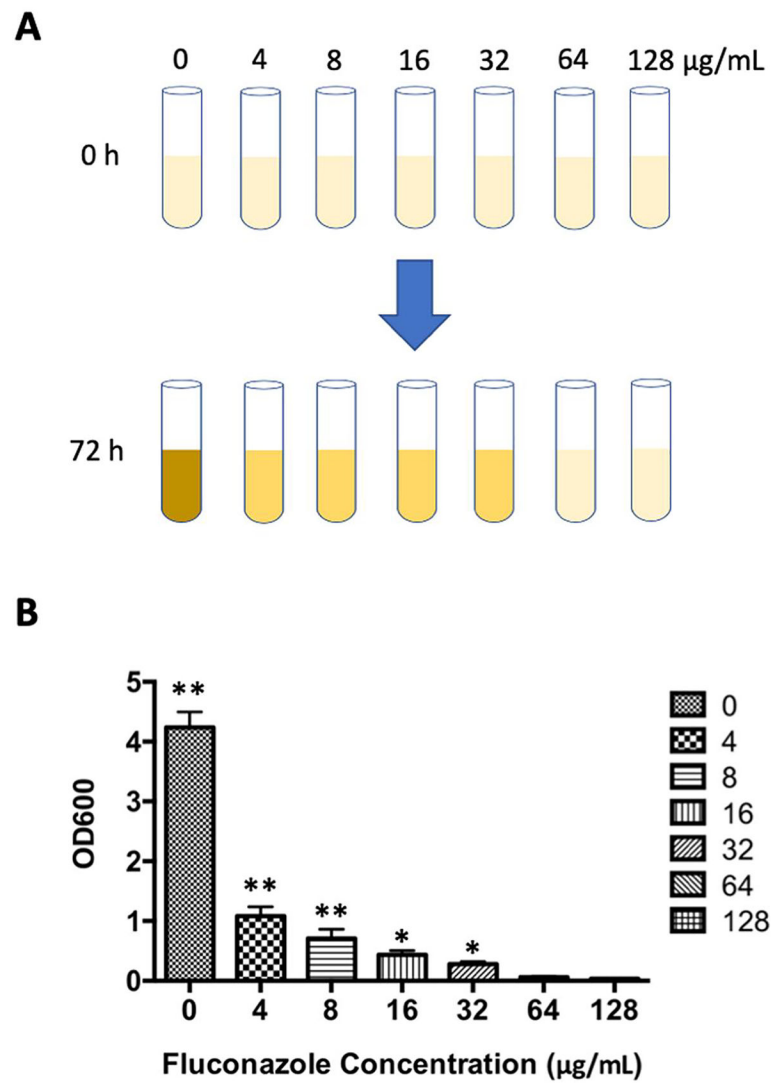 A
0 4 8 16 32 64 128 µg/mL
0 h
72 h
B
5
4
3
2
1
0
OD600
** ** ** * *
0 4 8 16 32 64 128
Fluconazole Concentration (µg/mL)
0
4
8
16
32
64
128